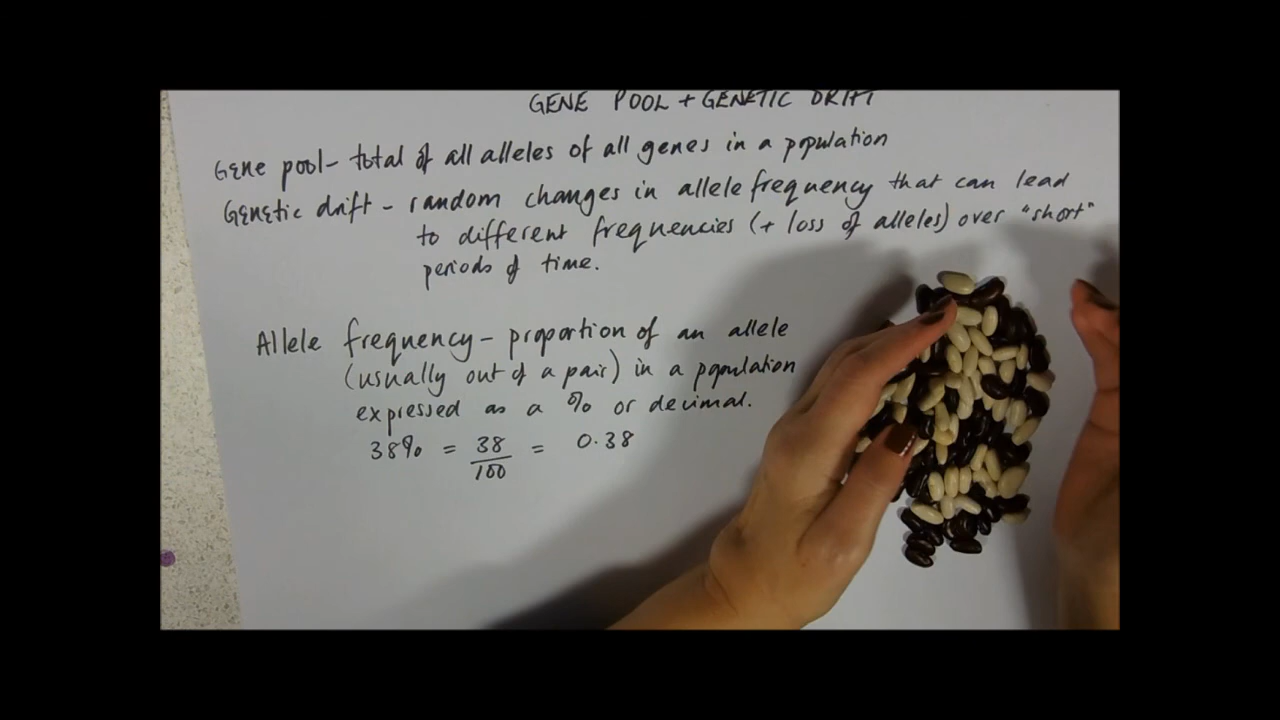 GENE POOL + GENETIC DRIFT
Gene pool - total of all alleles of all genes in a population
Genetic drift - random changes in allele frequency that can lead
to different frequencies (+ loss of alleles) over "short"
periods of time.
Allele frequency - proportion of an allele
(usually out of a pair) in a population
expressed as a % or decimal.
38% = 38/100 = 0.38